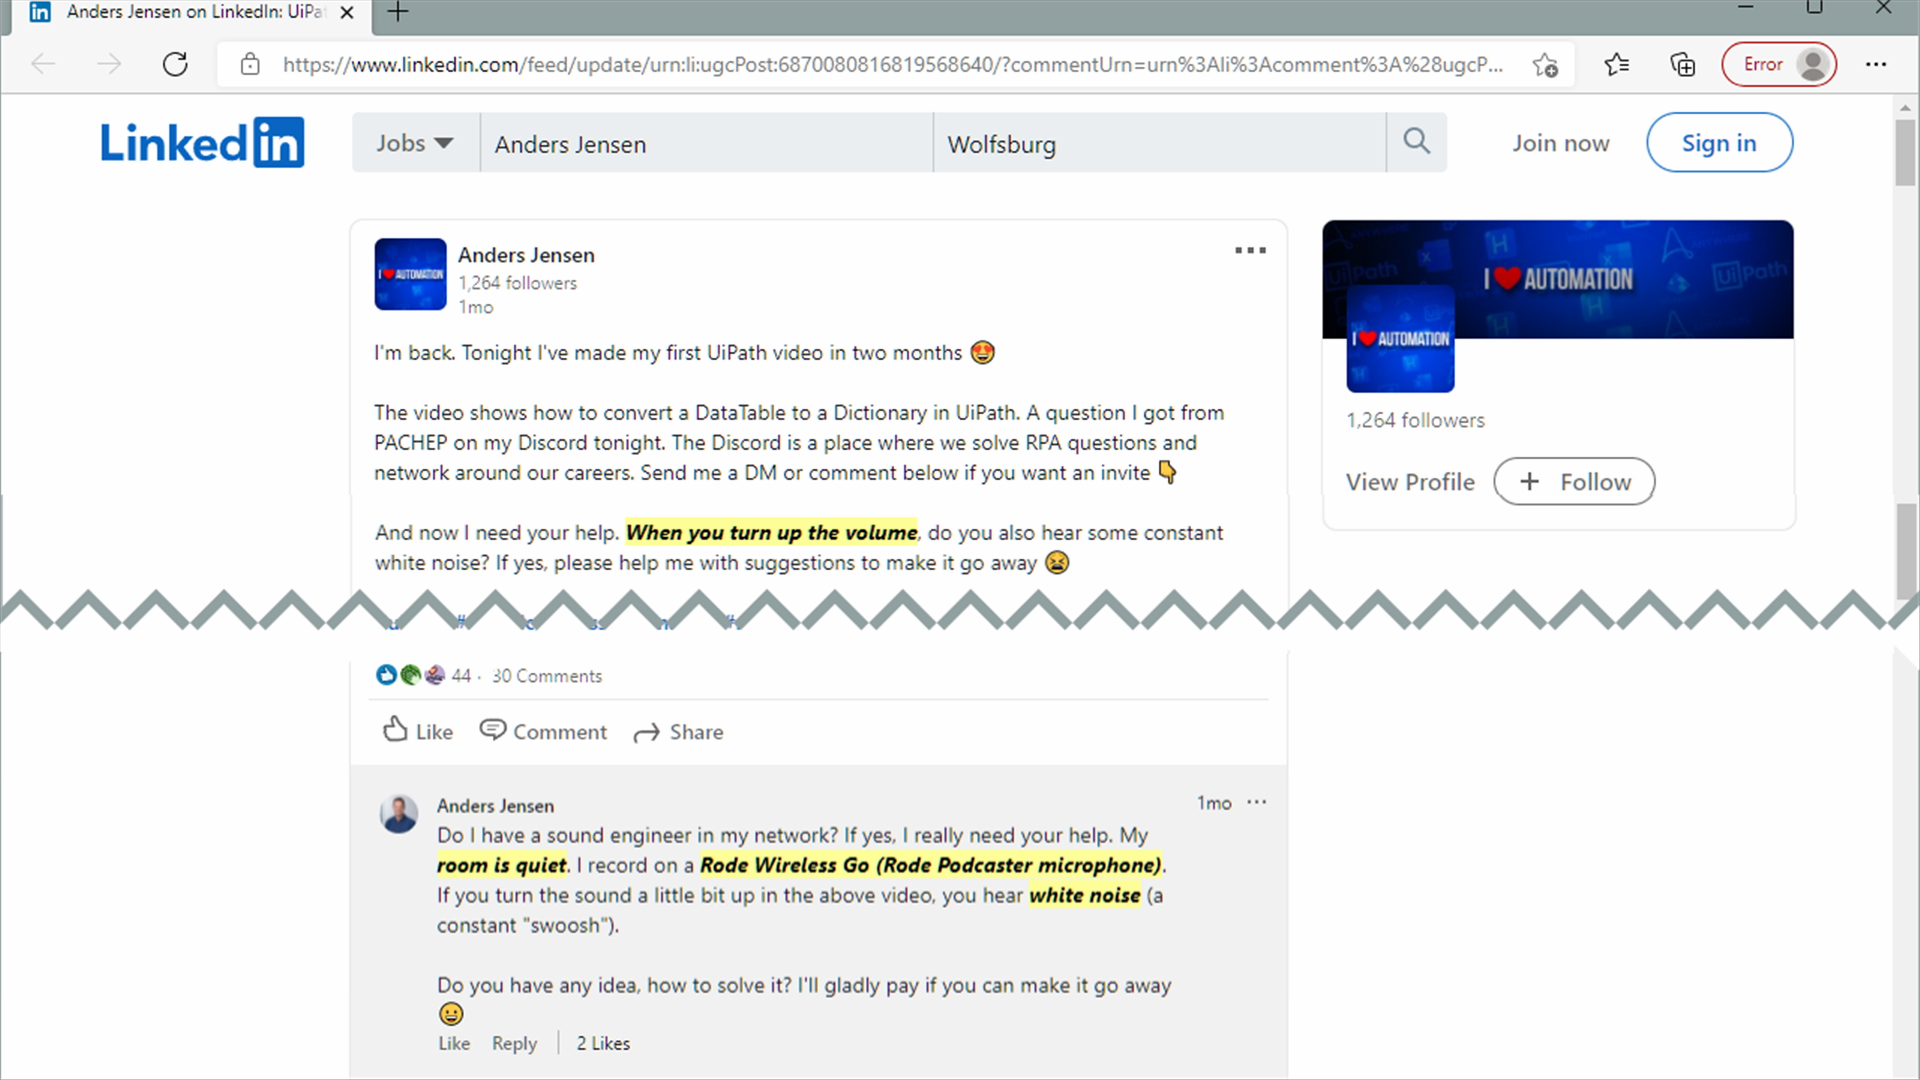 Anders Jensen on LinkedIn: UiPa
https://www.linkedin.com/feed/update/urn:li:ugcPost:6870080816819568640/?commentUrn=urn%3Ali%3Acomment%3A%28ugcP...
Error
LinkedIn
Jobs
Anders Jensen
Wolfsburg
Join now
Sign in
Anders Jensen
1,264 followers
1mo
I'm back. Tonight I've made my first UiPath video in two months 😍
The video shows how to convert a DataTable to a Dictionary in UiPath. A question I got from
PACHEP on my Discord tonight. The Discord is a place where we solve RPA questions and
network around our careers. Send me a DM or comment below if you want an invite 👇
And now I need your help. When you turn up the volume, do you also hear some constant
white noise? If yes, please help me with suggestions to make it go away 😫
I ❤ AUTOMATION
I ❤ AUTOMATION
I ❤ AUTOMATION
UiPath
UiPath
1,264 followers
View Profile
+ Follow
44 · 30 Comments
Like
Comment
Share
Anders Jensen
1mo
Do I have a sound engineer in my network? If yes, I really need your help. My
room is quiet. I record on a Rode Wireless Go (Rode Podcaster microphone).
If you turn the sound a little bit up in the above video, you hear white noise (a
constant "swoosh").
Do you have any idea, how to solve it? I'll gladly pay if you can make it go away
😀
Like
Reply
2 Likes